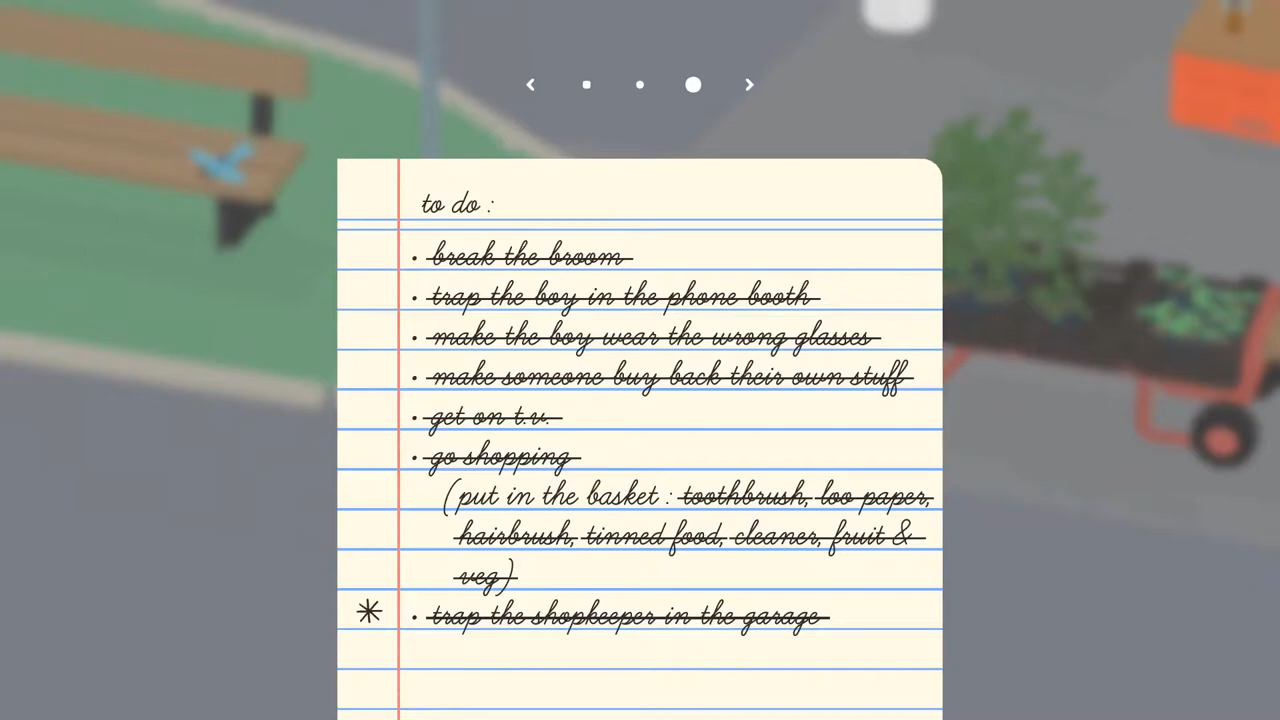 to do :
• break the broom
• trap the boy in the phone booth
• make the boy wear the wrong glasses
• make someone buy back their own stuff
• get on t.v.
• go shopping
(put in the basket : toothbrush, loo paper,
hairbrush, tinned food, cleaner, fruit &
veg)
* • trap the shopkeeper in the garage